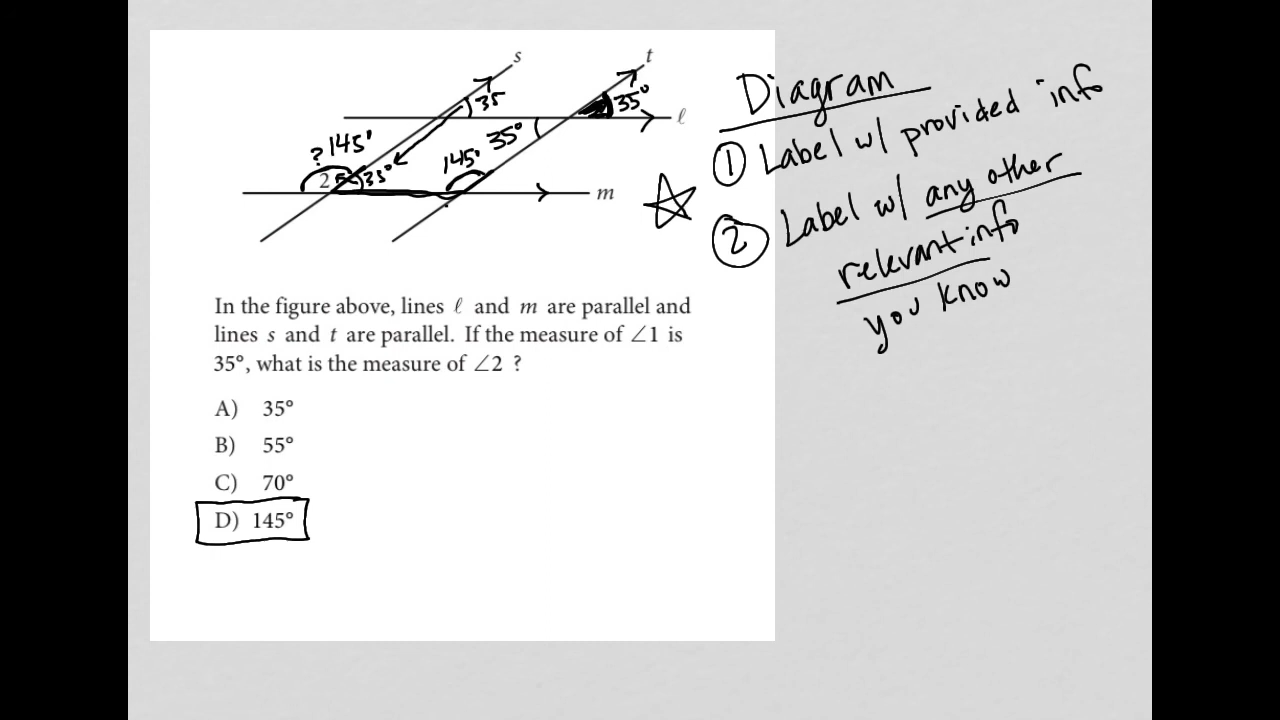 s
t
35
35°
ℓ
?145°
35°
145°
2
35°
m
Diagram
① Label w/ provided info
② Label w/ any other
relevant info
you know
In the figure above, lines ℓ and m are parallel and
lines s and t are parallel. If the measure of ∠1 is
35°, what is the measure of ∠2 ?
A) 35°
B) 55°
C) 70°
D) 145°